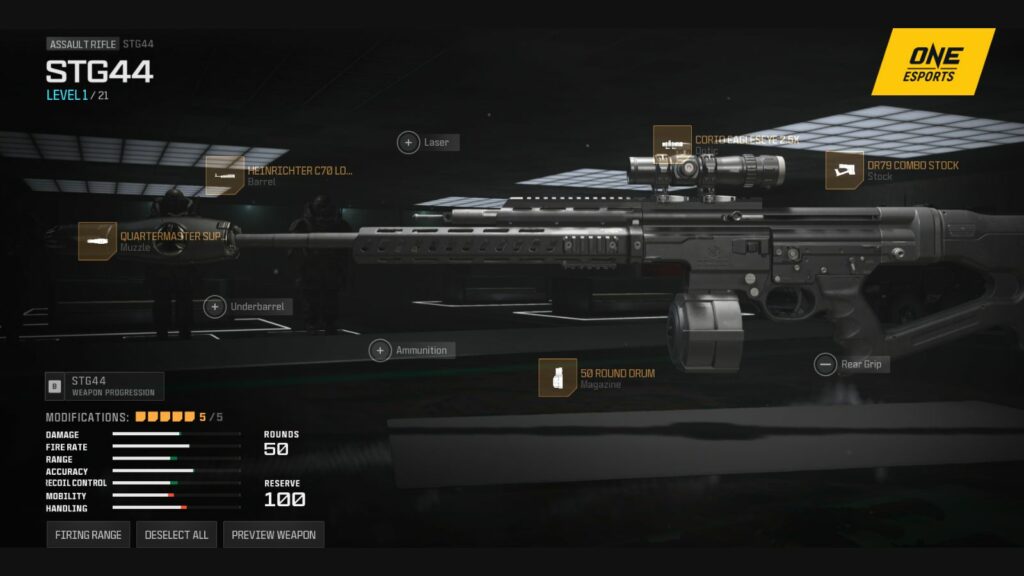 ASSAULT RIFLE STG44
STG44
LEVEL 1 / 21
ONE
ESPORTS
Laser
CORIO EAGLESEYE 2.5X
Optic
DR79 COMBO STOCK
Stock
HEINRICHTER C70 LO...
Barrel
QUARTERMASTER SUP...
Muzzle
Underbarrel
Ammunition
Rear Grip
50 ROUND DRUM
Magazine
B
STG44
WEAPON PROGRESSION
MODIFICATIONS: 5 / 5
DAMAGE
FIRE RATE
RANGE
ACCURACY
RECOIL CONTROL
MOBILITY
HANDLING
ROUNDS
50
RESERVE
100
FIRING RANGE
DESELECT ALL
PREVIEW WEAPON